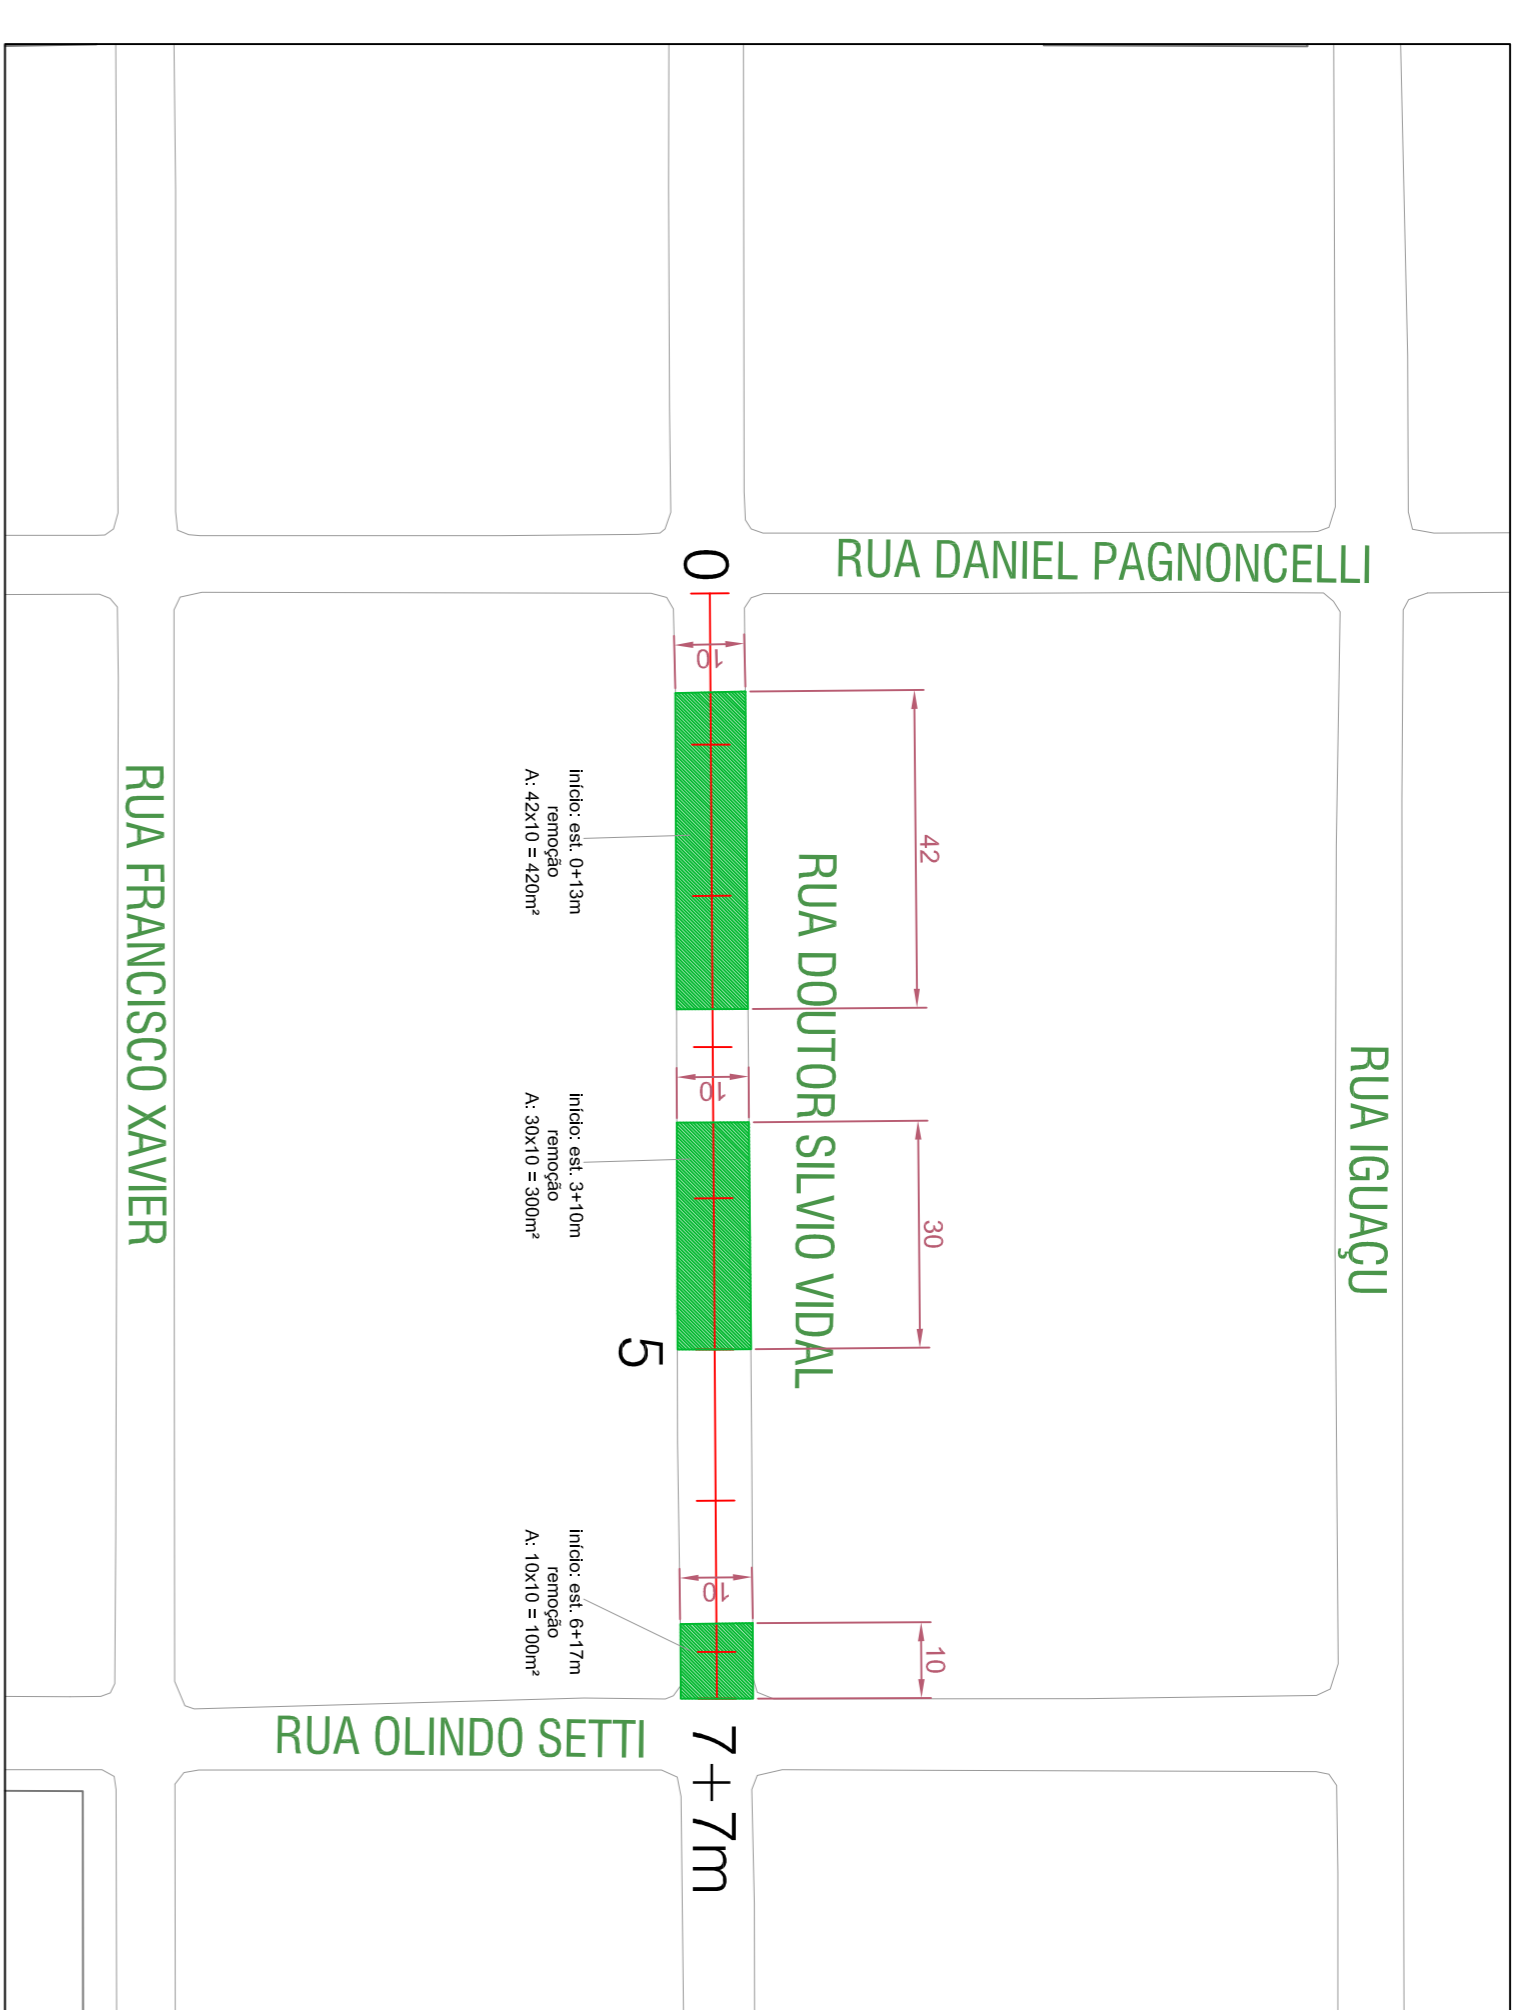 RUA DANIEL PAGNONCELLI
0
10
42
início: est. 0+13m
remoção
A: 42x10 = 420m²
RUA DOUTOR SILVIO VIDAL
RUA FRANCISCO XAVIER
RUA IGUAÇU
10
30
início: est. 3+10m
remoção
A: 30x10 = 300m²
5
10
10
início: est. 6+17m
remoção
A: 10x10 = 100m²
RUA OLINDO SETTI
7+7m